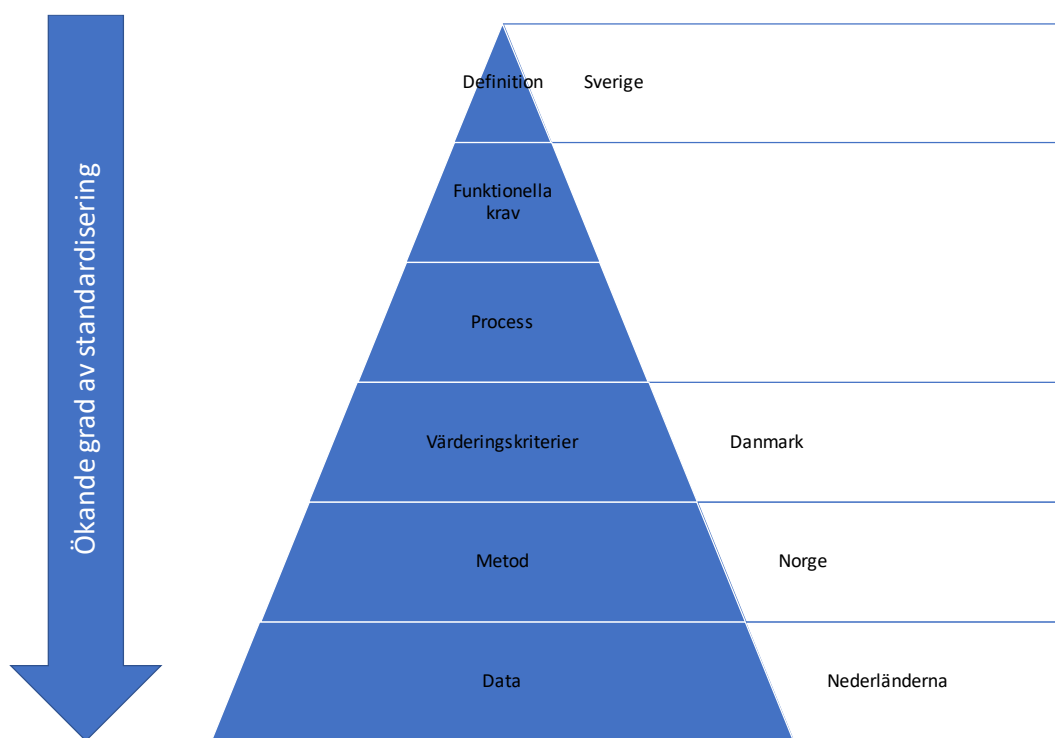 Ökande grad av standardisering
Definition
Sverige
Funktionella
krav
Process
Värderingskriterier
Danmark
Metod
Norge
Data
Nederländerna